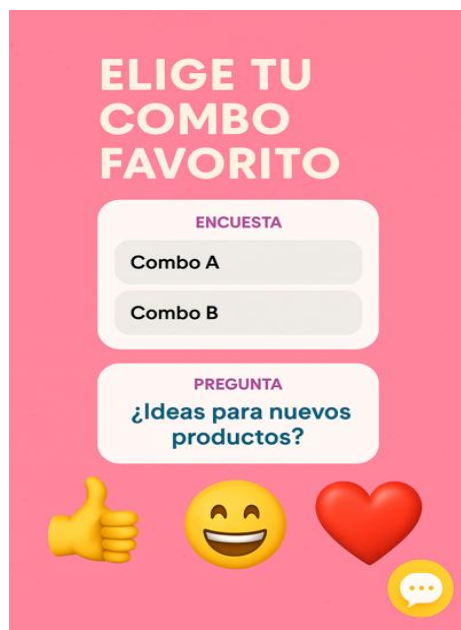 ELIGE TU
COMBO
FAVORITO
ENCUESTA
Combo A
Combo B
PREGUNTA
¿Ideas para nuevos
productos?